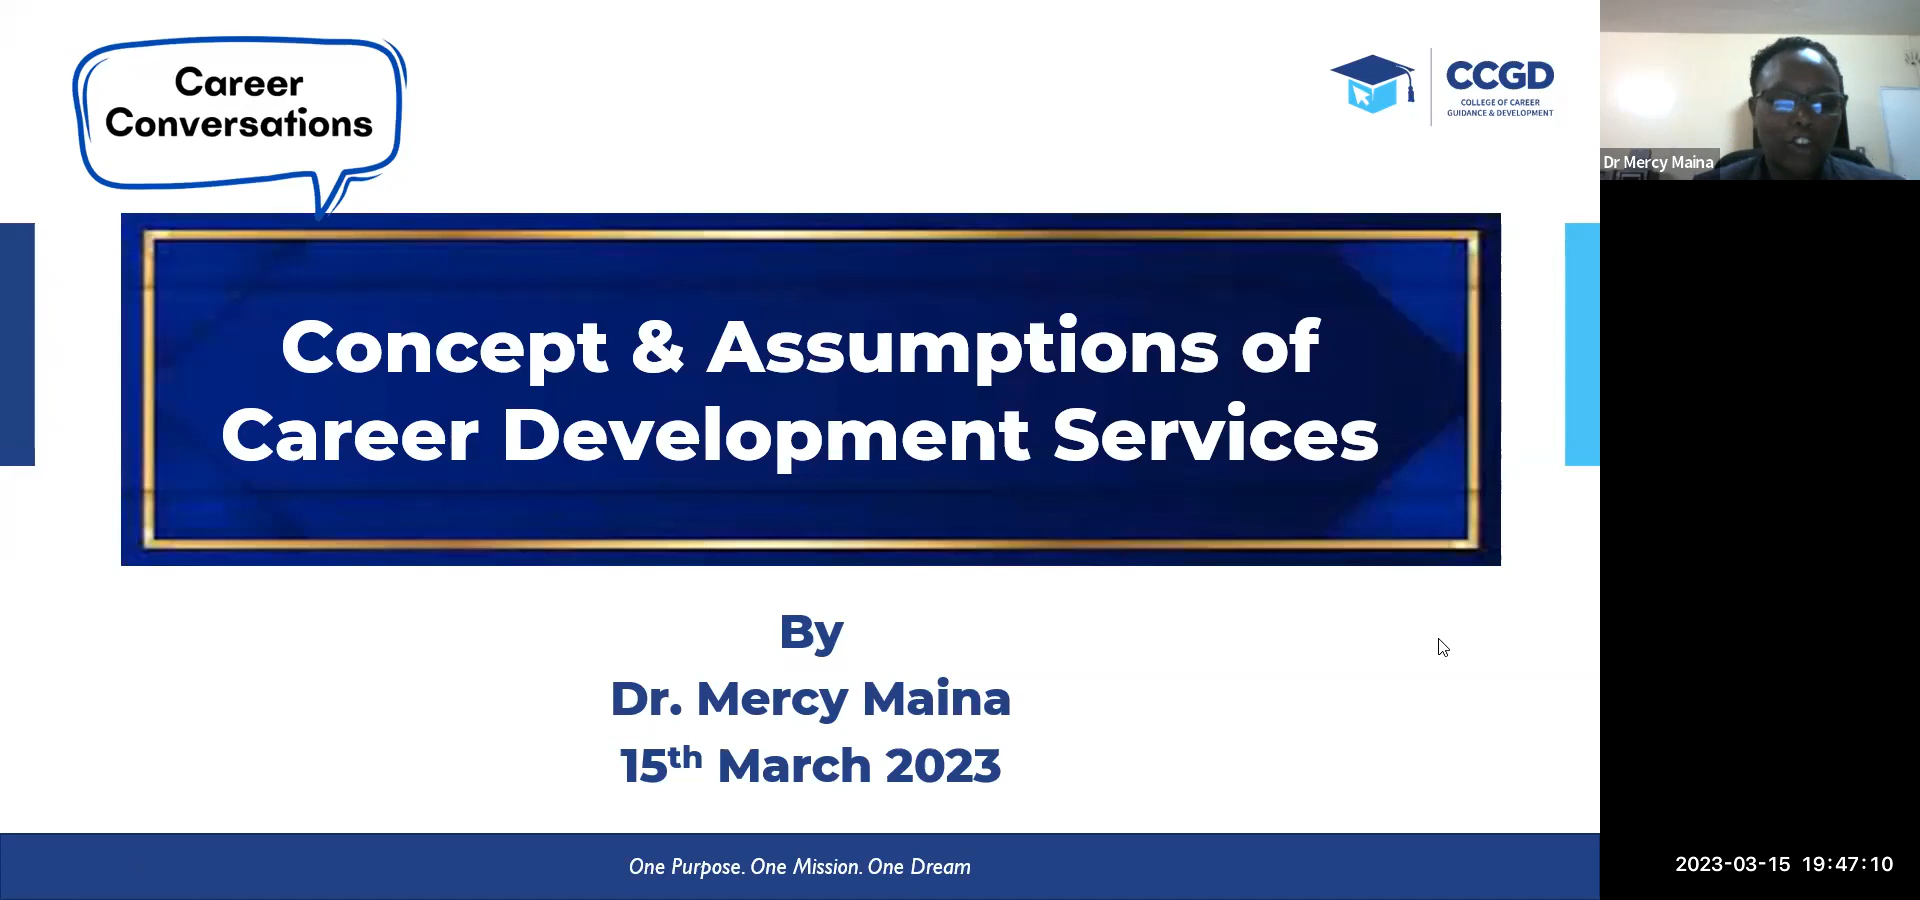 Career
Conversations
CCGD
COLLEGE OF CAREER
GUIDANCE & DEVELOPMENT
Dr Mercy Maina
Concept & Assumptions of
Career Development Services
By
Dr. Mercy Maina
15th March 2023
One Purpose. One Mission. One Dream
2023-03-15 19:47:10